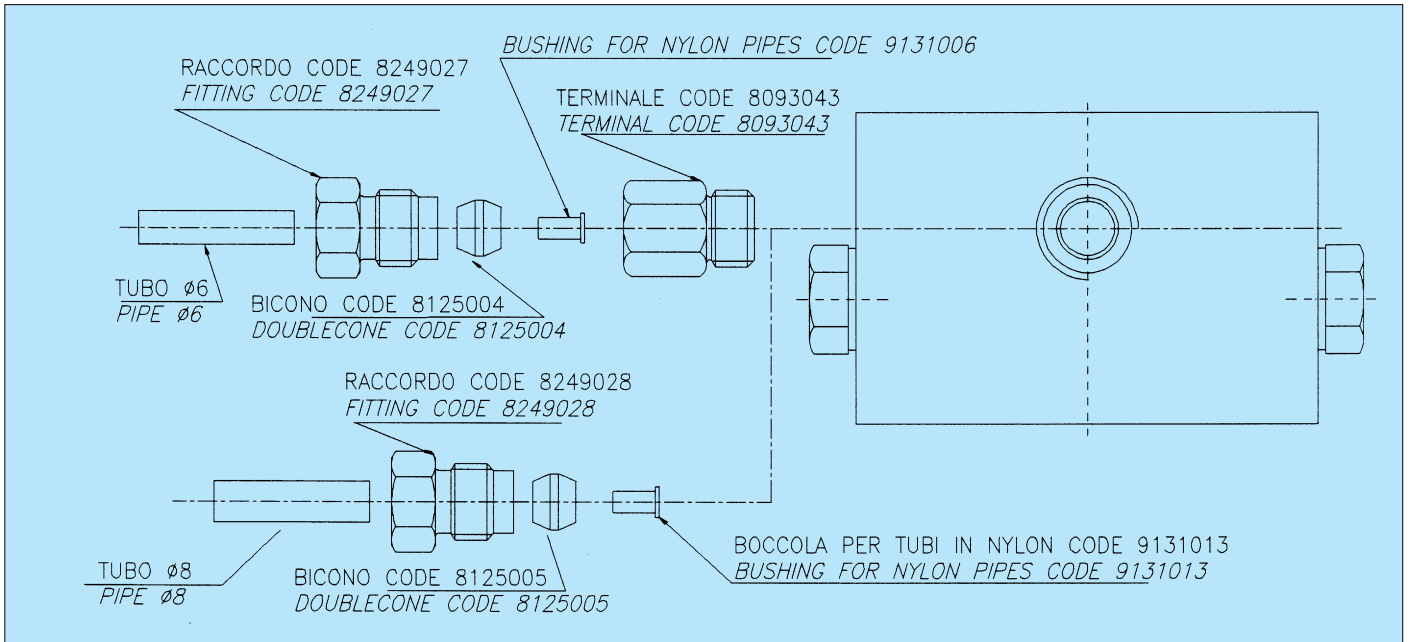 BUSHING FOR NYLON PIPES CODE 9131006
RACCORDO CODE 8249027
FITTING CODE 8249027
TERMINALE CODE 8093043
TERMINAL CODE 8093043
TUBO ø6
PIPE ø6
BICONO CODE 8125004
DOUBLECONE CODE 8125004
RACCORDO CODE 8249028
FITTING CODE 8249028
TUBO ø8
PIPE ø8
BICONO CODE 8125005
DOUBLECONE CODE 8125005
BOCCOLA PER TUBI IN NYLON CODE 9131013
BUSHING FOR NYLON PIPES CODE 9131013